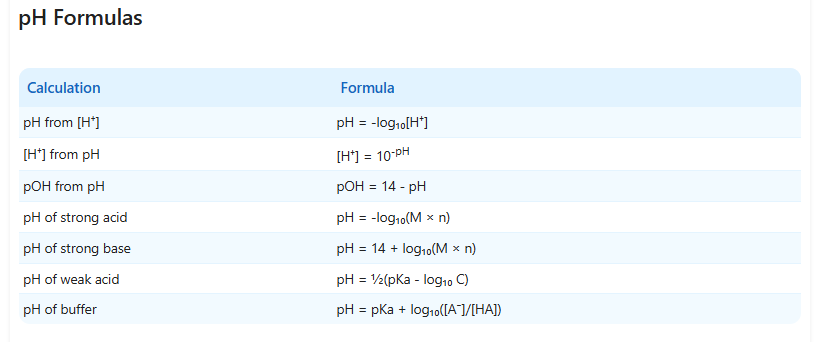 pH Formulas
Calculation Formula
pH from [H⁺] pH = -log₁₀[H⁺]
[H⁺] from pH [H⁺] = 10⁻ᵖᴴ
pOH from pH pOH = 14 - pH
pH of strong acid pH = -log₁₀(M × n)
pH of strong base pH = 14 + log₁₀(M × n)
pH of weak acid pH = ½(pKa - log₁₀ C)
pH of buffer pH = pKa + log₁₀([A⁻]/[HA])